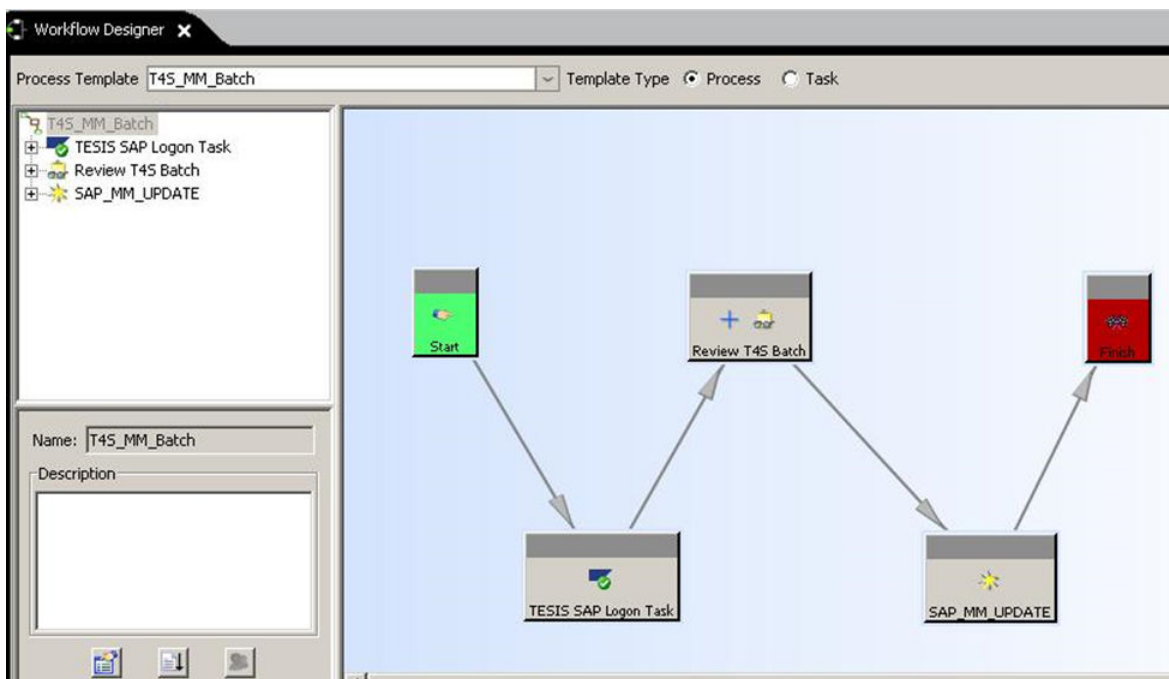 Workflow Designer
Process Template T4S_MM_Batch Template Type Process Task
T4S_MM_Batch
TESIS SAP Logon Task
Review T4S Batch
SAP_MM_UPDATE
Name: T4S_MM_Batch
Description
Start
Review T4S Batch
Finish
TESIS SAP Logon Task
SAP_MM_UPDATE